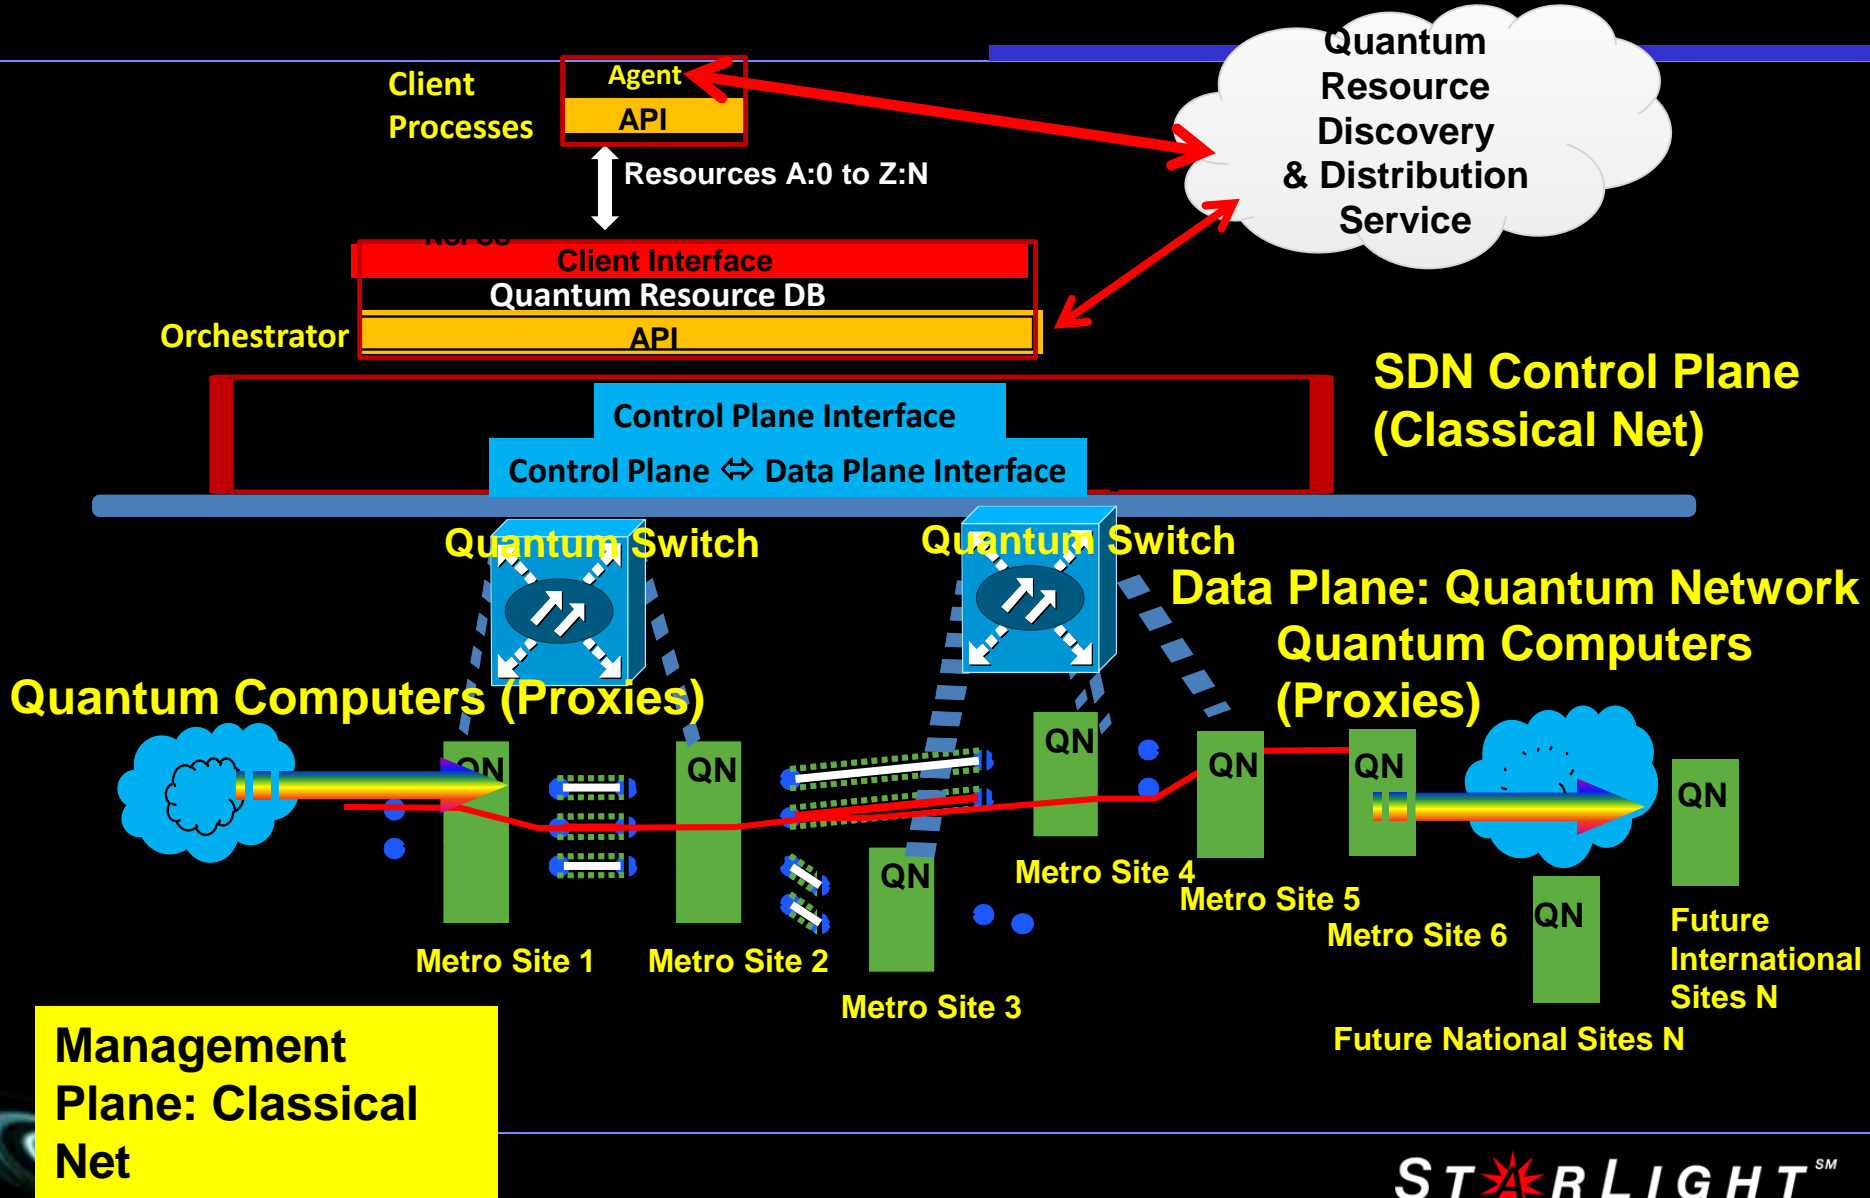 Client
Processes
Agent
API
Quantum
Resource
Discovery
& Distribution
Service
Resources A:0 to Z:N
Client Interface
Quantum Resource DB
Orchestrator
API
SDN Control Plane
(Classical Net)
Control Plane Interface
Control Plane ⬄ Data Plane Interface
Quantum Switch
Quantum Switch
Data Plane: Quantum Network
Quantum Computers
(Proxies)
Quantum Computers (Proxies)
QN
QN
QN
QN
QN
QN
QN
QN
Metro Site 1
Metro Site 2
Metro Site 3
Metro Site 4
Metro Site 5
Metro Site 6
Future National Sites N
Future
International
Sites N
Management
Plane: Classical
Net
STARLIGHT SM